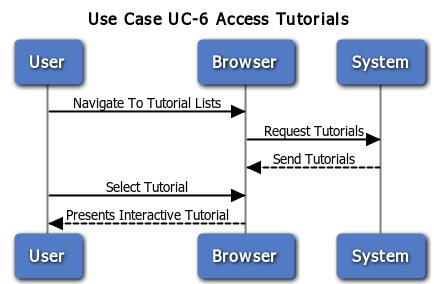 Use Case UC-6 Access Tutorials
User Browser System
Navigate To Tutorial Lists
Request Tutorials
Send Tutorials
Select Tutorial
Presents Interactive Tutorial
User Browser System